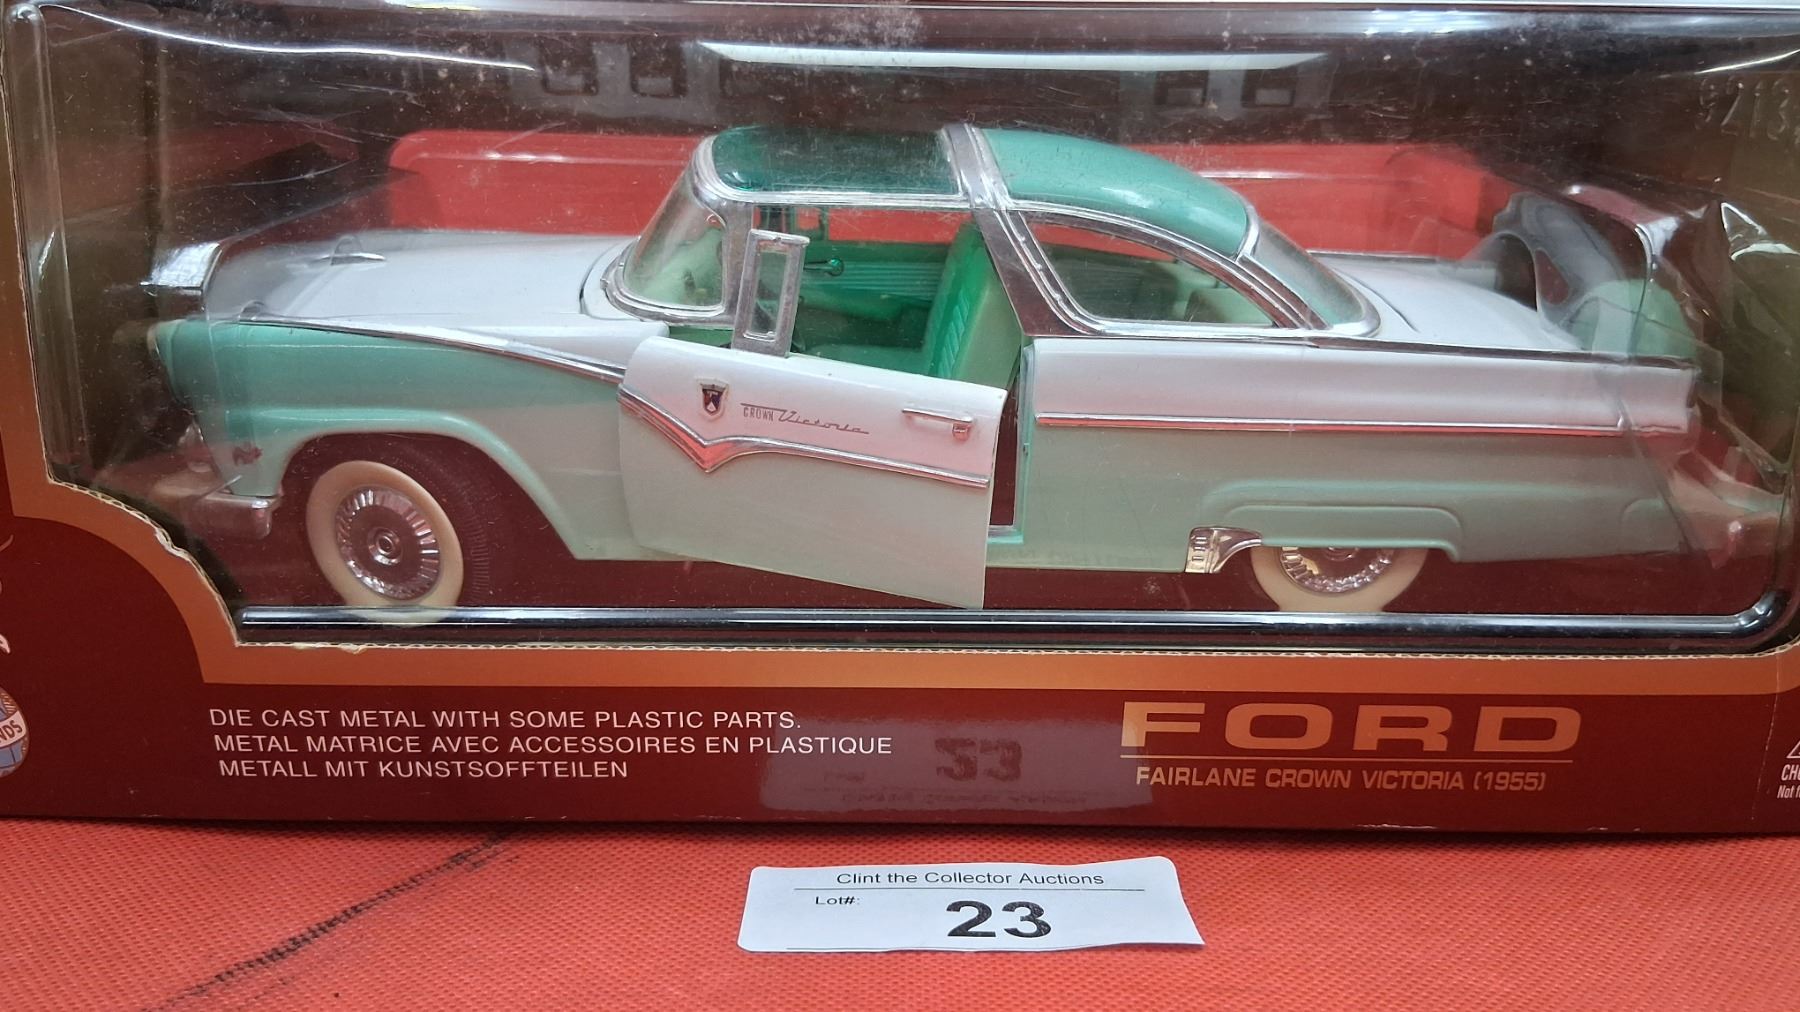 CROWN Victoria
DIE CAST METAL WITH SOME PLASTIC PARTS.
METAL MATRICE AVEC ACCESSOIRES EN PLASTIQUE
METALL MIT KUNSTSOFFTEILEN
FORD
FAIRLANE CROWN VICTORIA (1955)
Clint the Collector Auctions
Lot#:
23